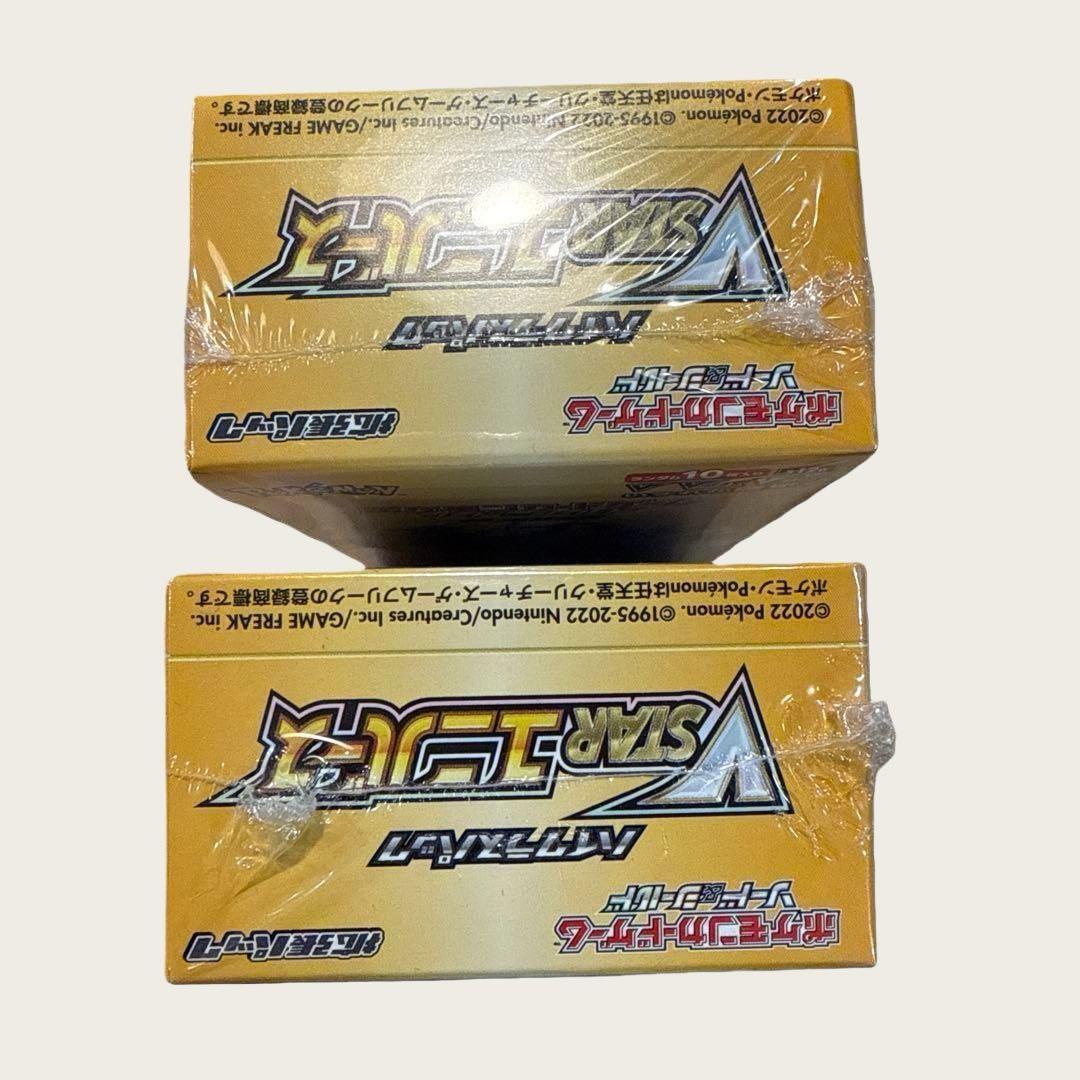 拡張パック
ポケモンカードゲーム
ソード&シールド
ハイクラスパック
VSTARユニバース
©2022 Pokémon. ©1995-2022 Nintendo/Creatures Inc./GAME FREAK inc.
ポケモン・Pokémonは任天堂・クリーチャーズ・ゲームフリークの登録商標です。
拡張パック
ポケモンカードゲーム
ソード&シールド
ハイクラスパック
VSTARユニバース
©2022 Pokémon. ©1995-2022 Nintendo/Creatures Inc./GAME FREAK inc.
ポケモン・Pokémonは任天堂・クリーチャーズ・ゲームフリークの登録商標です。